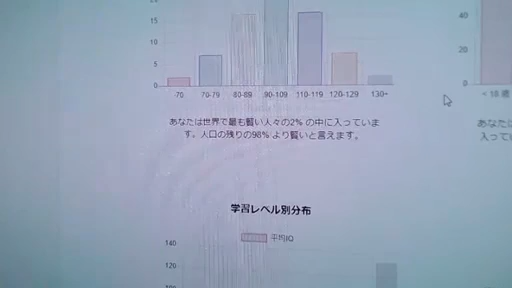 20
15
10
5
0
-70
70-79
80-89
90-109
110-119
120-129
130+
40
20
0
< 18 歳
あなたは世界で最も賢い人々の2% の中に入っていま
す。人口の残りの98% より賢いと言えます。
あなた
入って
学習レベル別分布
平均IQ
140
120
100